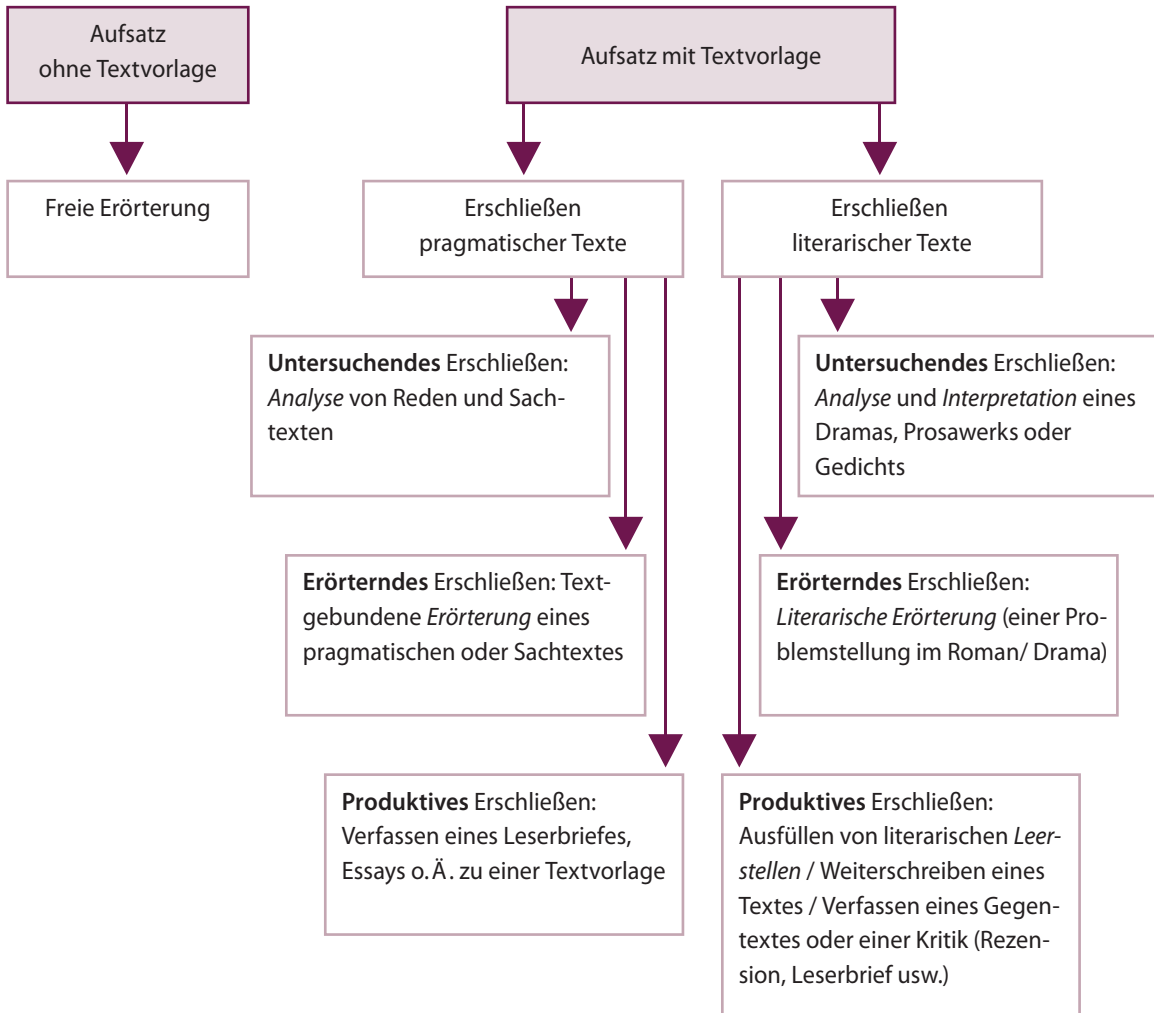 Aufsatz
ohne Textvorlage
Aufsatz mit Textvorlage
Freie Erörterung
Erschließen
pragmatischer Texte
Erschließen
literarischer Texte
Untersuchendes Erschließen:
Analyse von Reden und Sach-
texten
Untersuchendes Erschließen:
Analyse und Interpretation eines
Dramas, Prosawerks oder
Gedichts
Erörterndes Erschließen: Text-
gebundene Erörterung eines
pragmatischen oder Sachtextes
Erörterndes Erschließen:
Literarische Erörterung (einer Pro-
blemstellung im Roman/ Drama)
Produktives Erschließen:
Verfassen eines Leserbriefes,
Essays o. Ä. zu einer Textvorlage
Produktives Erschließen:
Ausfüllen von literarischen Leer-
stellen / Weiterschreiben eines
Textes / Verfassen eines Gegen-
textes oder einer Kritik (Rezen-
sion, Leserbrief usw.)